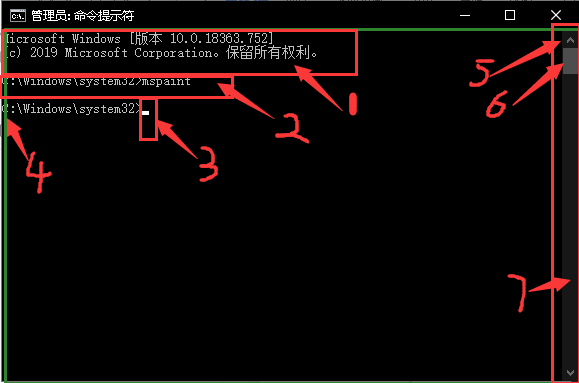 管理员: 命令提示符
Microsoft Windows [版本 10.0.18363.752]
(c) 2019 Microsoft Corporation。保留所有权利。
C:\Windows\system32>mspaint
C:\Windows\system32>
1
2
3
4
5
6
7